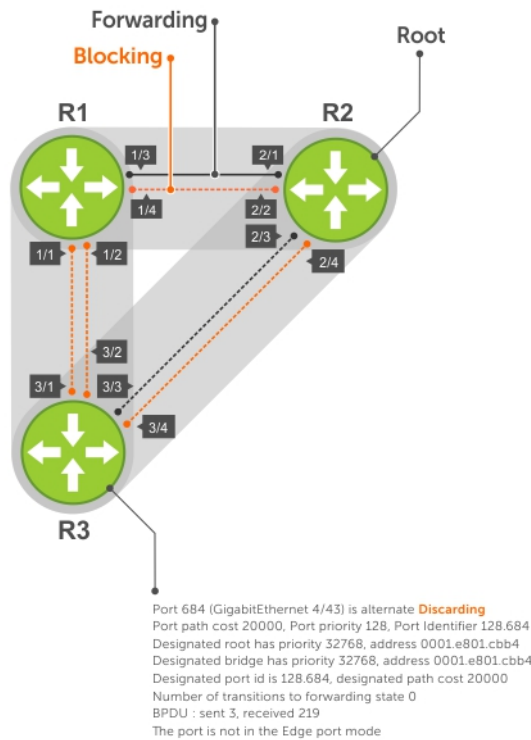 Forwarding
Blocking
Root
R1
R2
1/3
2/1
1/4
2/2
2/3
1/1
1/2
2/4
3/2
3/1
3/3
3/4
R3
Port 684 (GigabitEthernet 4/43) is alternate Discarding
Port path cost 20000, Port priority 128, Port Identifier 128.684
Designated root has priority 32768, address 0001.e801.cbb4
Designated bridge has priority 32768, address 0001.e801.cbb4
Designated port id is 128.684, designated path cost 20000
Number of transitions to forwarding state 0
BPDU : sent 3, received 219
The port is not in the Edge port mode